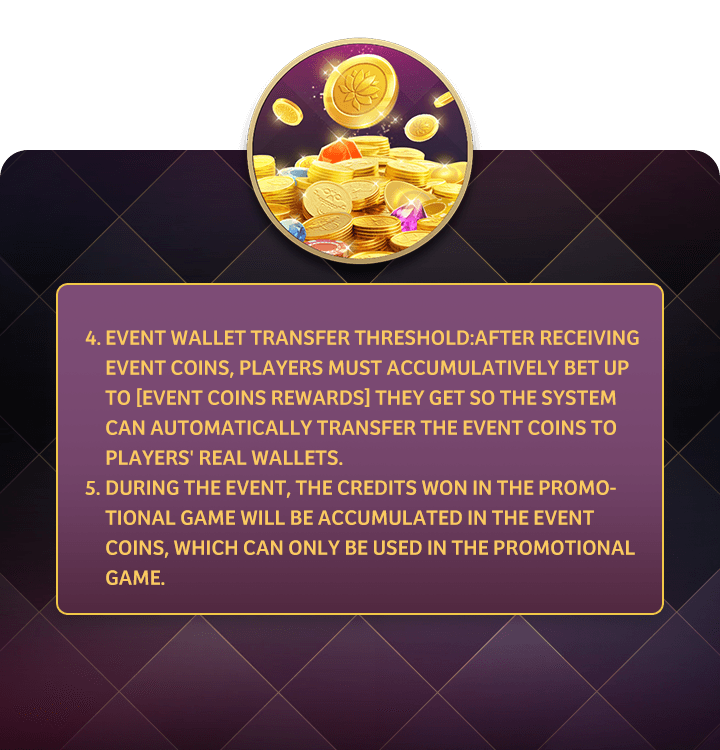 4. EVENT WALLET TRANSFER THRESHOLD:AFTER RECEIVING
EVENT COINS, PLAYERS MUST ACCUMULATIVELY BET UP
TO [EVENT COINS REWARDS] THEY GET SO THE SYSTEM
CAN AUTOMATICALLY TRANSFER THE EVENT COINS TO
PLAYERS' REAL WALLETS.
5. DURING THE EVENT, THE CREDITS WON IN THE PROMO-
TIONAL GAME WILL BE ACCUMULATED IN THE EVENT
COINS, WHICH CAN ONLY BE USED IN THE PROMOTIONAL
GAME.